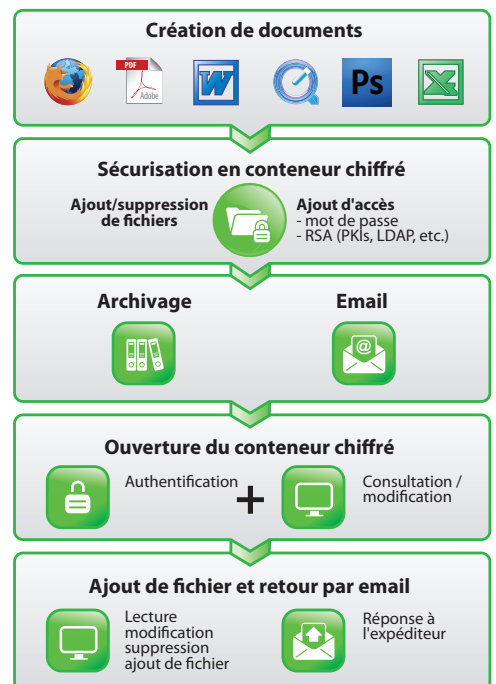 Création de documents
PDF
Adobe
W
Ps
X
Sécurisation en conteneur chiffré
Ajout/suppression
de fichiers
Ajout d'accès
- mot de passe
- RSA (PKIs, LDAP, etc.)
Archivage
Email
@
Ouverture du conteneur chiffré
Authentification
+
Consultation /
modification
Ajout de fichier et retour par email
Lecture
modification
suppression
ajout de fichier
Réponse à
l'expéditeur